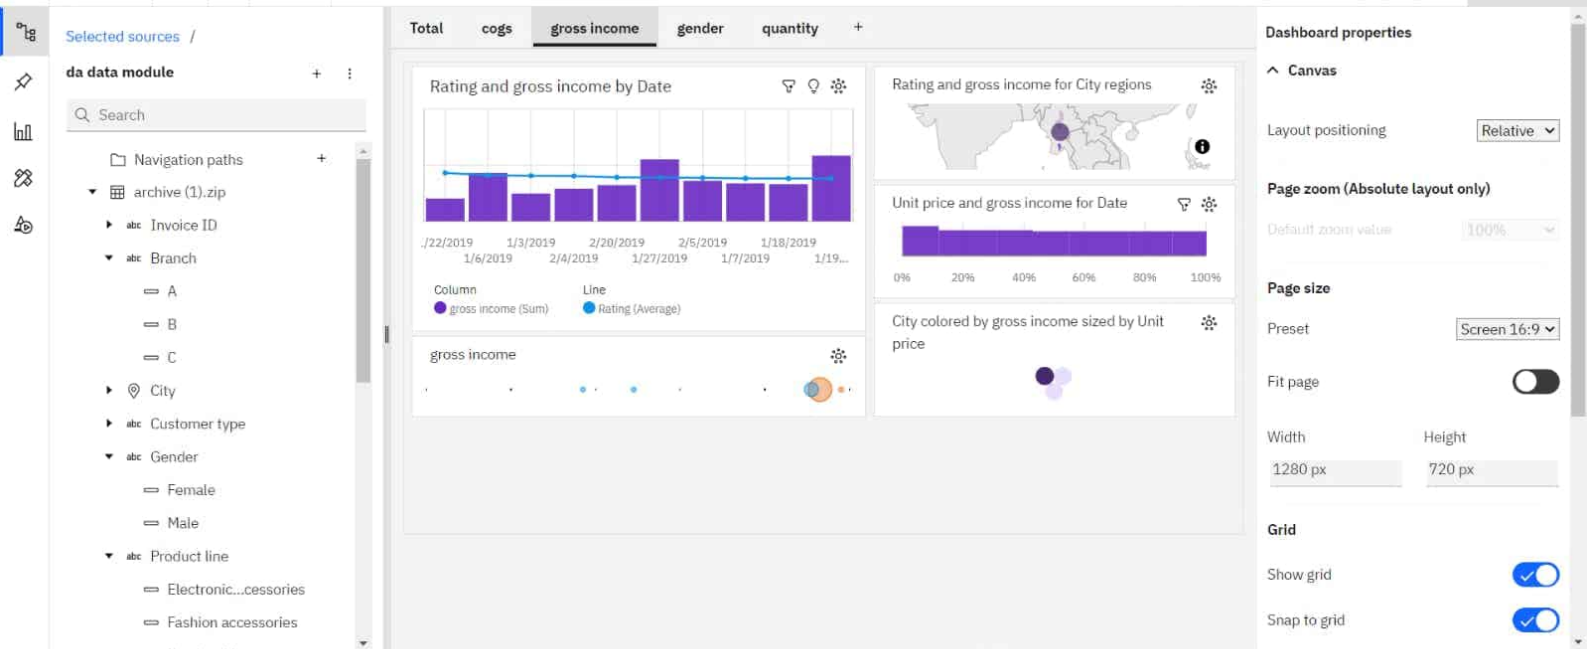 Selected sources /
da data module
Search
Navigation paths
archive (1).zip
abc Invoice ID
abc Branch
A
B
C
City
abc Customer type
abc Gender
Female
Male
abc Product line
Electronic...cessories
Fashion accessories
Total cogs gross income gender quantity +
Rating and gross income by Date
./22/2019 1/3/2019 2/20/2019 2/5/2019 1/18/2019
1/6/2019 2/4/2019 1/27/2019 1/7/2019 1/19...
Column Line
gross income (Sum) Rating (Average)
gross income
Rating and gross income for City regions
Unit price and gross income for Date
0% 20% 40% 60% 80% 100%
City colored by gross income sized by Unit
price
Dashboard properties
Canvas
Layout positioning Relative
Page zoom (Absolute layout only)
Default zoom value 100%
Page size
Preset Screen 16:9
Fit page
Width Height
1280 px 720 px
Grid
Show grid
Snap to grid